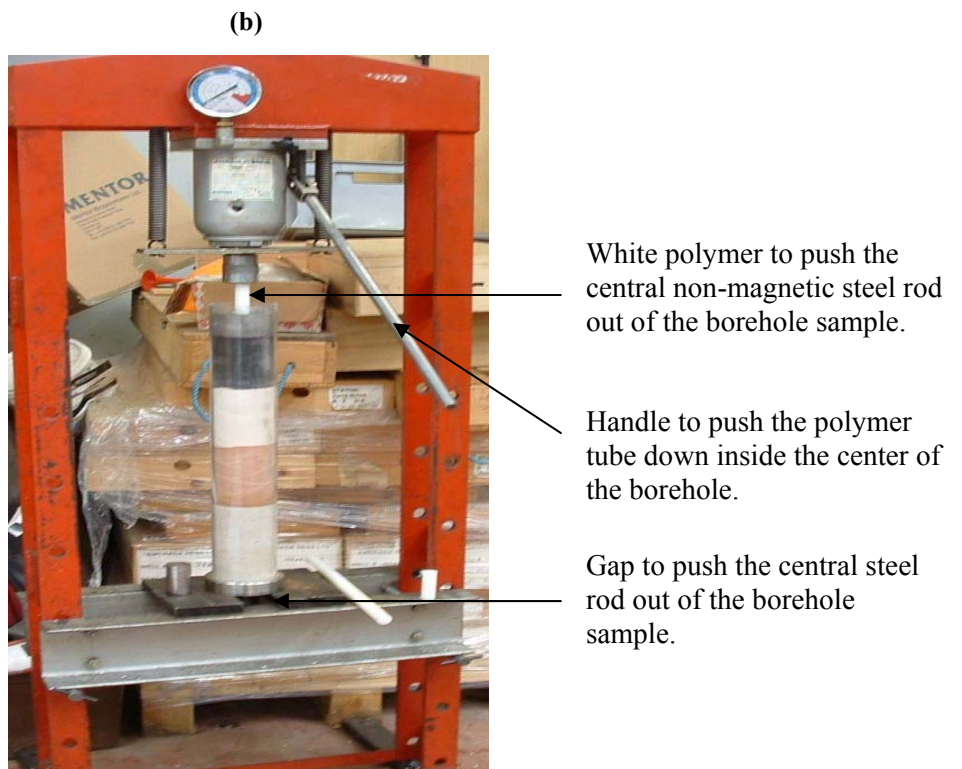 (b)
MENTOR
White polymer to push the
central non-magnetic steel rod
out of the borehole sample.
Handle to push the polymer
tube down inside the center of
the borehole.
Gap to push the central steel
rod out of the borehole
sample.